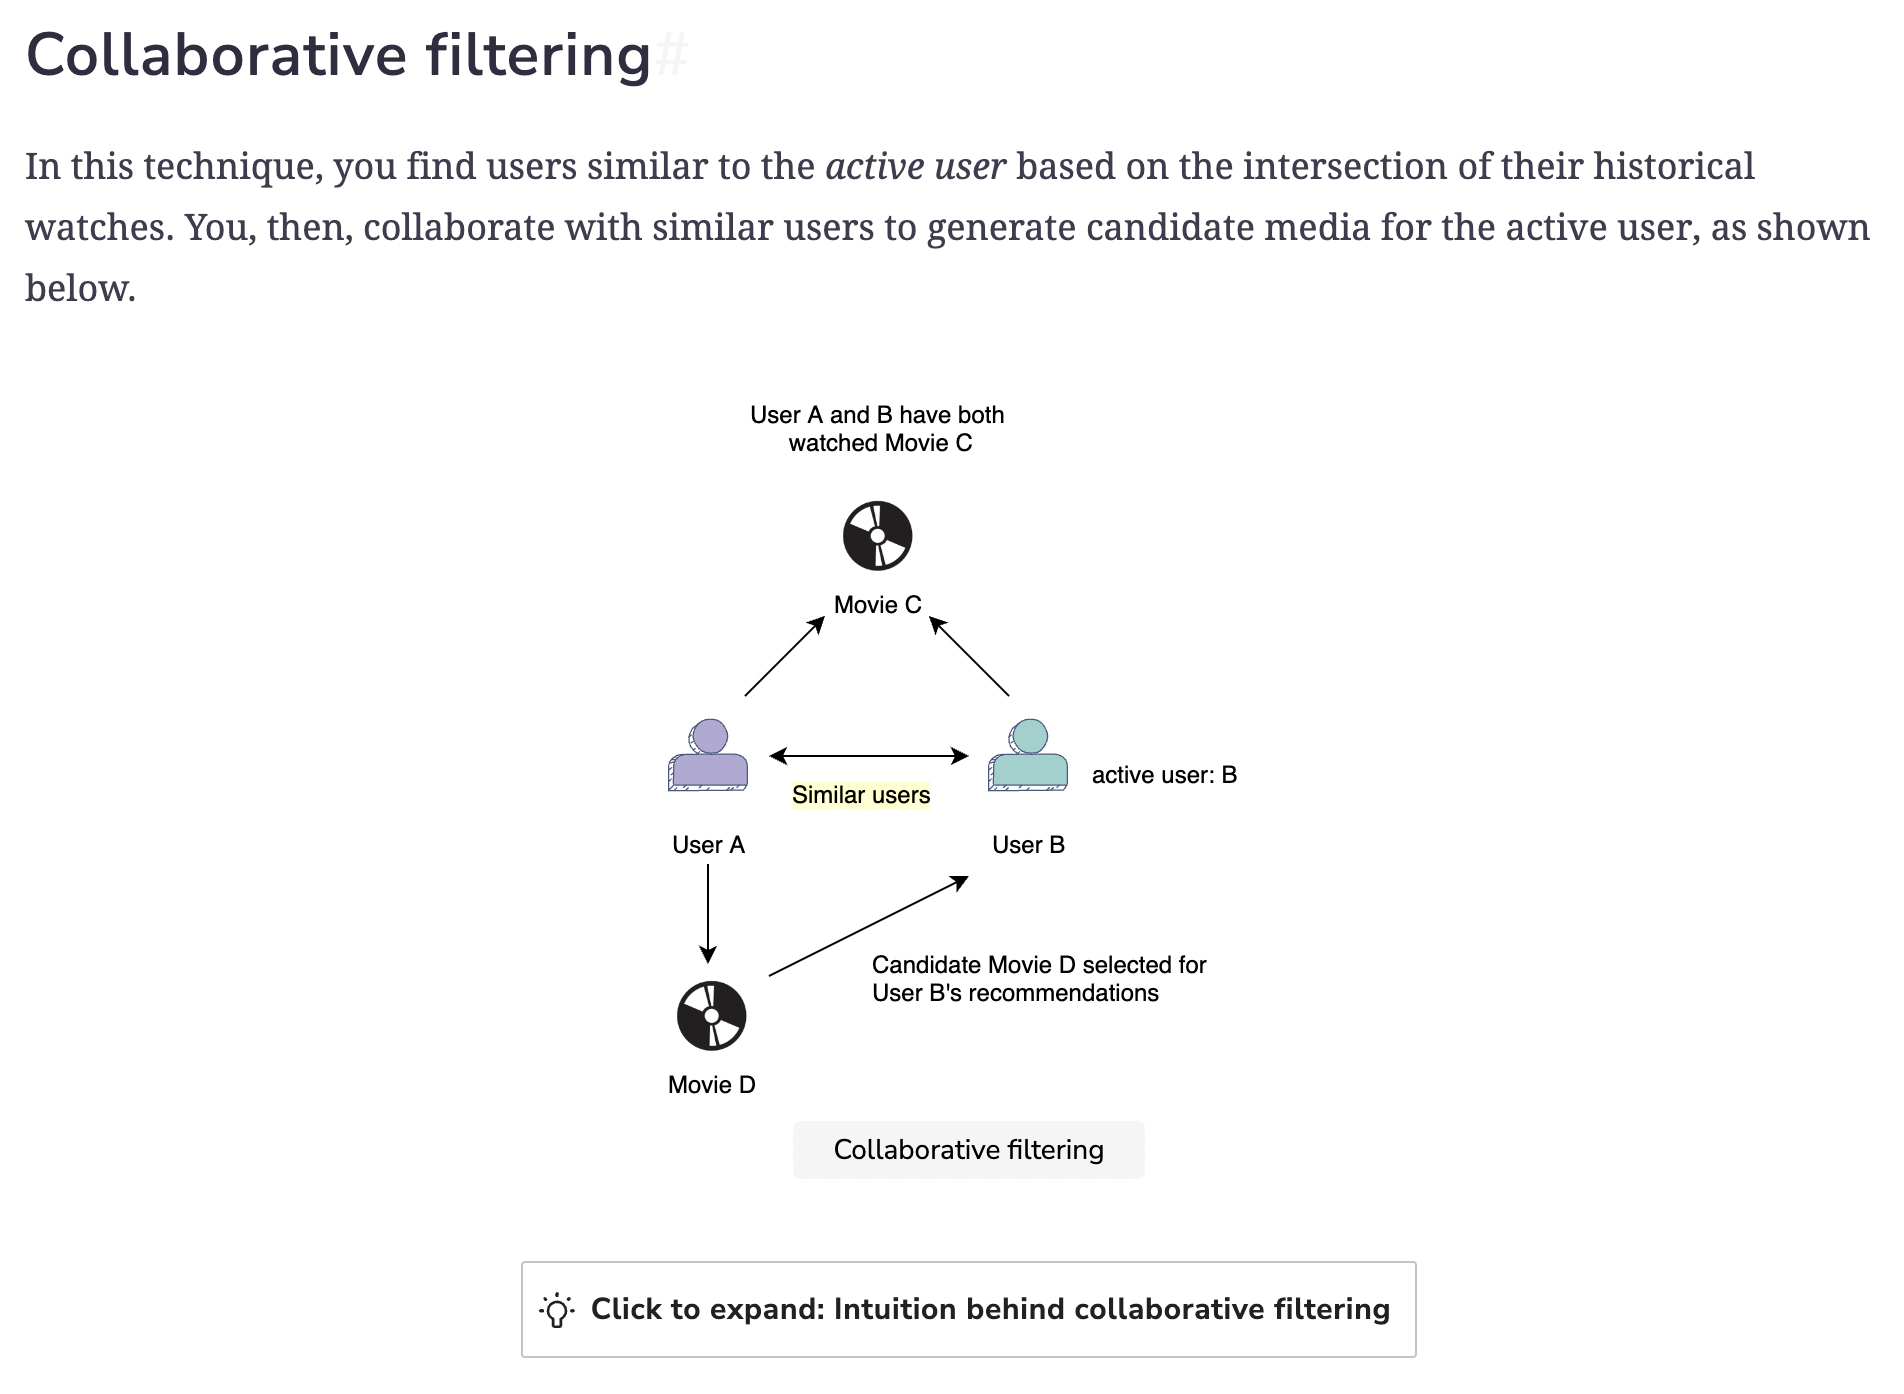 Collaborative filtering#
In this technique, you find users similar to the active user based on the intersection of their historical
watches. You, then, collaborate with similar users to generate candidate media for the active user, as shown
below.
User A and B have both
watched Movie C
Movie C
Similar users
active user: B
User A
User B
Candidate Movie D selected for
User B's recommendations
Movie D
Collaborative filtering
Click to expand: Intuition behind collaborative filtering